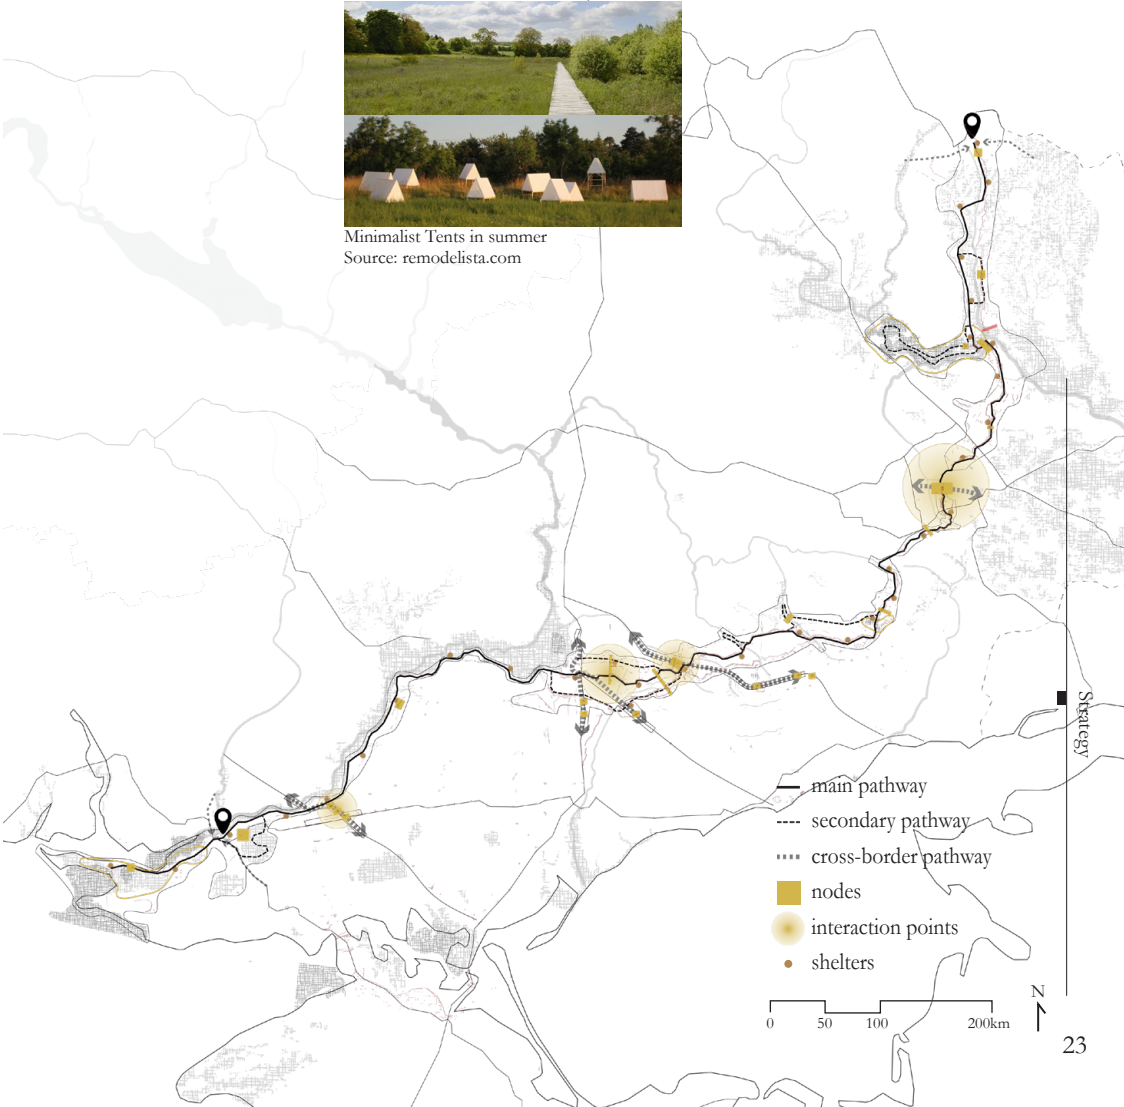 Minimalist Tents in summer
Source: remodelista.com
Strategy
main pathway
secondary pathway
cross-border pathway
nodes
interaction points
shelters
N
0 50 100 200km
23